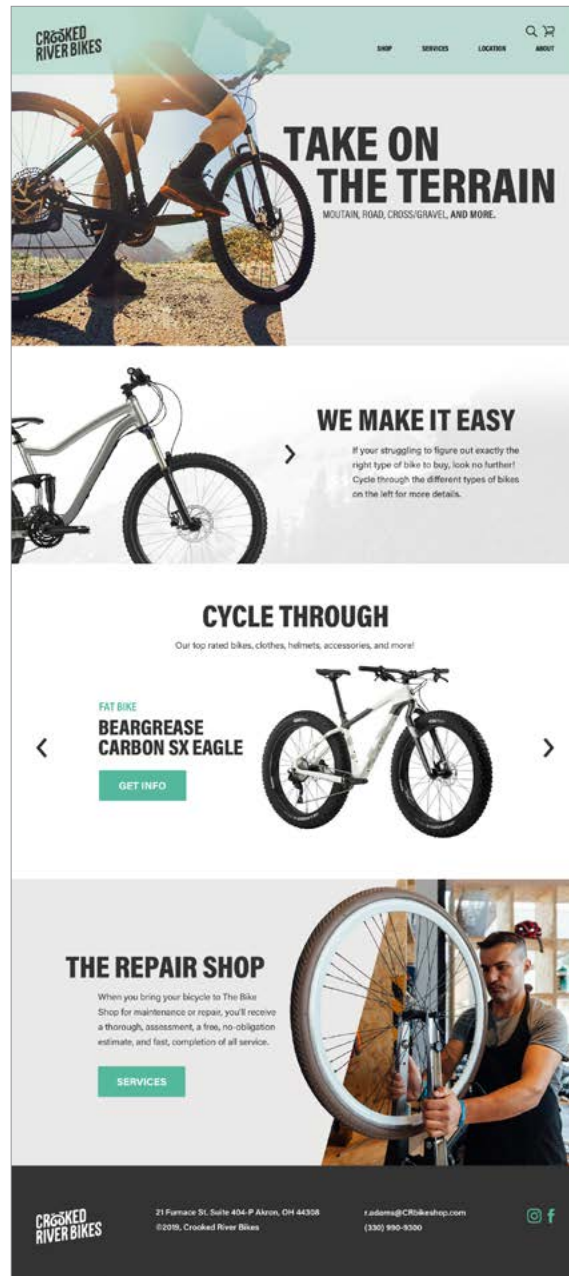 CROOKED
RIVER BIKES
SHOP SERVICES LOCATION ABOUT
TAKE ON
THE TERRAIN
MOUTAIN, ROAD, CROSS/GRAVEL, AND MORE.
WE MAKE IT EASY
If your struggling to figure out exactly the
right type of bike to buy, look no further!
Cycle through the different types of bikes
on the left for more details.
CYCLE THROUGH
Our top rated bikes, clothes, helmets, accessories, and more!
FAT BIKE
BEARGREASE
CARBON SX EAGLE
GET INFO
THE REPAIR SHOP
When you bring your bicycle to The Bike
Shop for maintenance or repair, you'll receive
a thorough, assessment, a free, no-obligation
estimate, and fast, completion of all service.
SERVICES
CROOKED
RIVER BIKES
21 Furnace St. Suite 404-P Akron, OH 44308
©2019, Crooked River Bikes
r.adams@CRbikeshop.com
(330) 990-9300